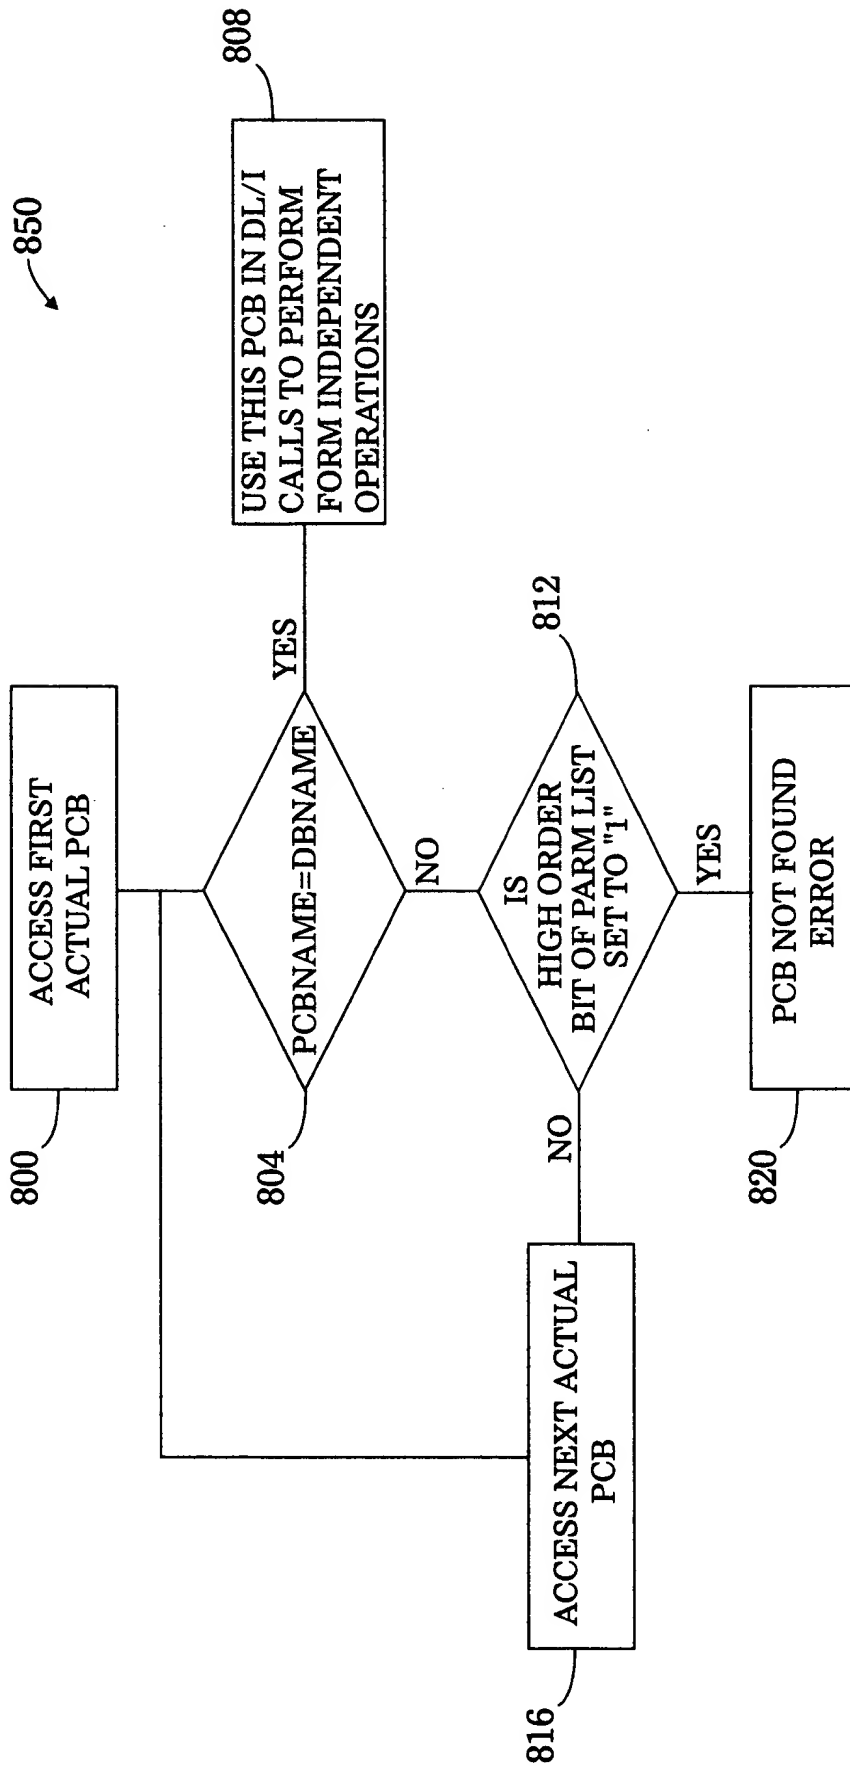 850
800
ACCESS FIRST
ACTUAL PCB
804
PCBNAME=DBNAME
YES
808
USE THIS PCB IN DL/I
CALLS TO PERFORM
FORM INDEPENDENT
OPERATIONS
NO
812
IS
HIGH ORDER
BIT OF PARM LIST
SET TO "1"
NO
816
ACCESS NEXT ACTUAL
PCB
YES
820
PCB NOT FOUND
ERROR